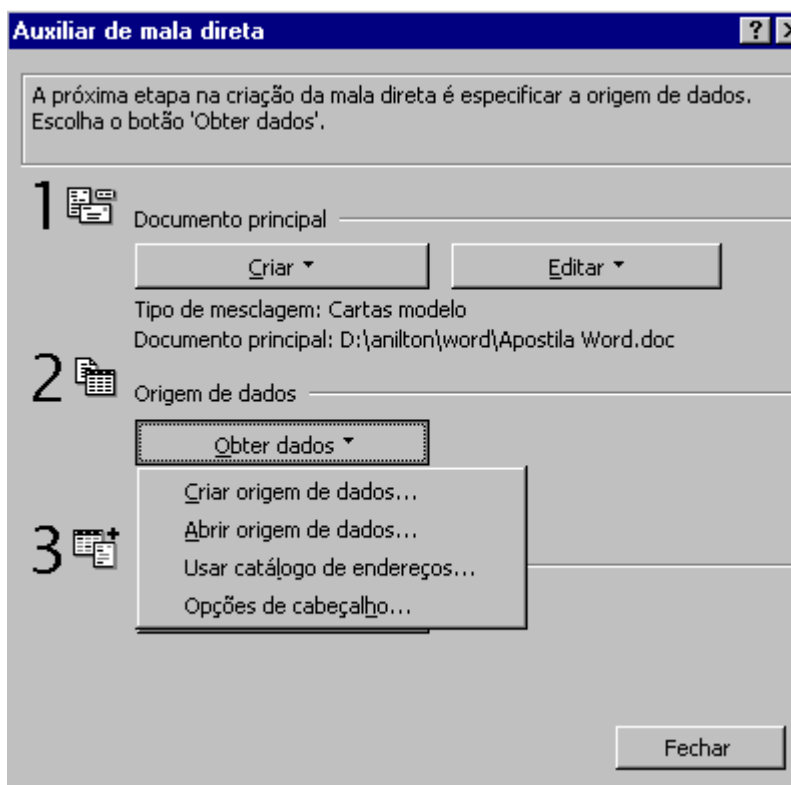 Auxiliar de mala direta
A próxima etapa na criação da mala direta é especificar a origem de dados.
Escolha o botão 'Obter dados'.
1
Documento principal
Criar Editar
Tipo de mesclagem: Cartas modelo
Documento principal: D:\anilton\word\Apostila Word.doc
2
Origem de dados
Obter dados
Criar origem de dados...
Abrir origem de dados...
3
Usar catálogo de endereços...
Opções de cabeçalho...
Fechar